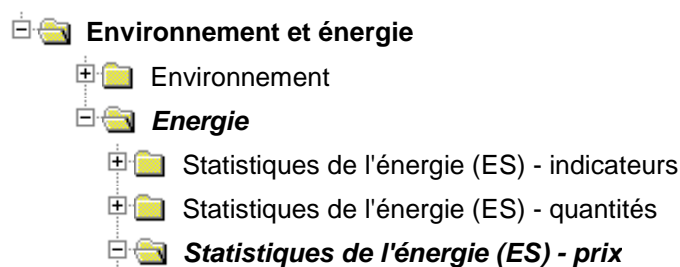 Environnement et énergie
Environnement
Energie
Statistiques de l'énergie (ES) - indicateurs
Statistiques de l'énergie (ES) - quantités
Statistiques de l'énergie (ES) - prix